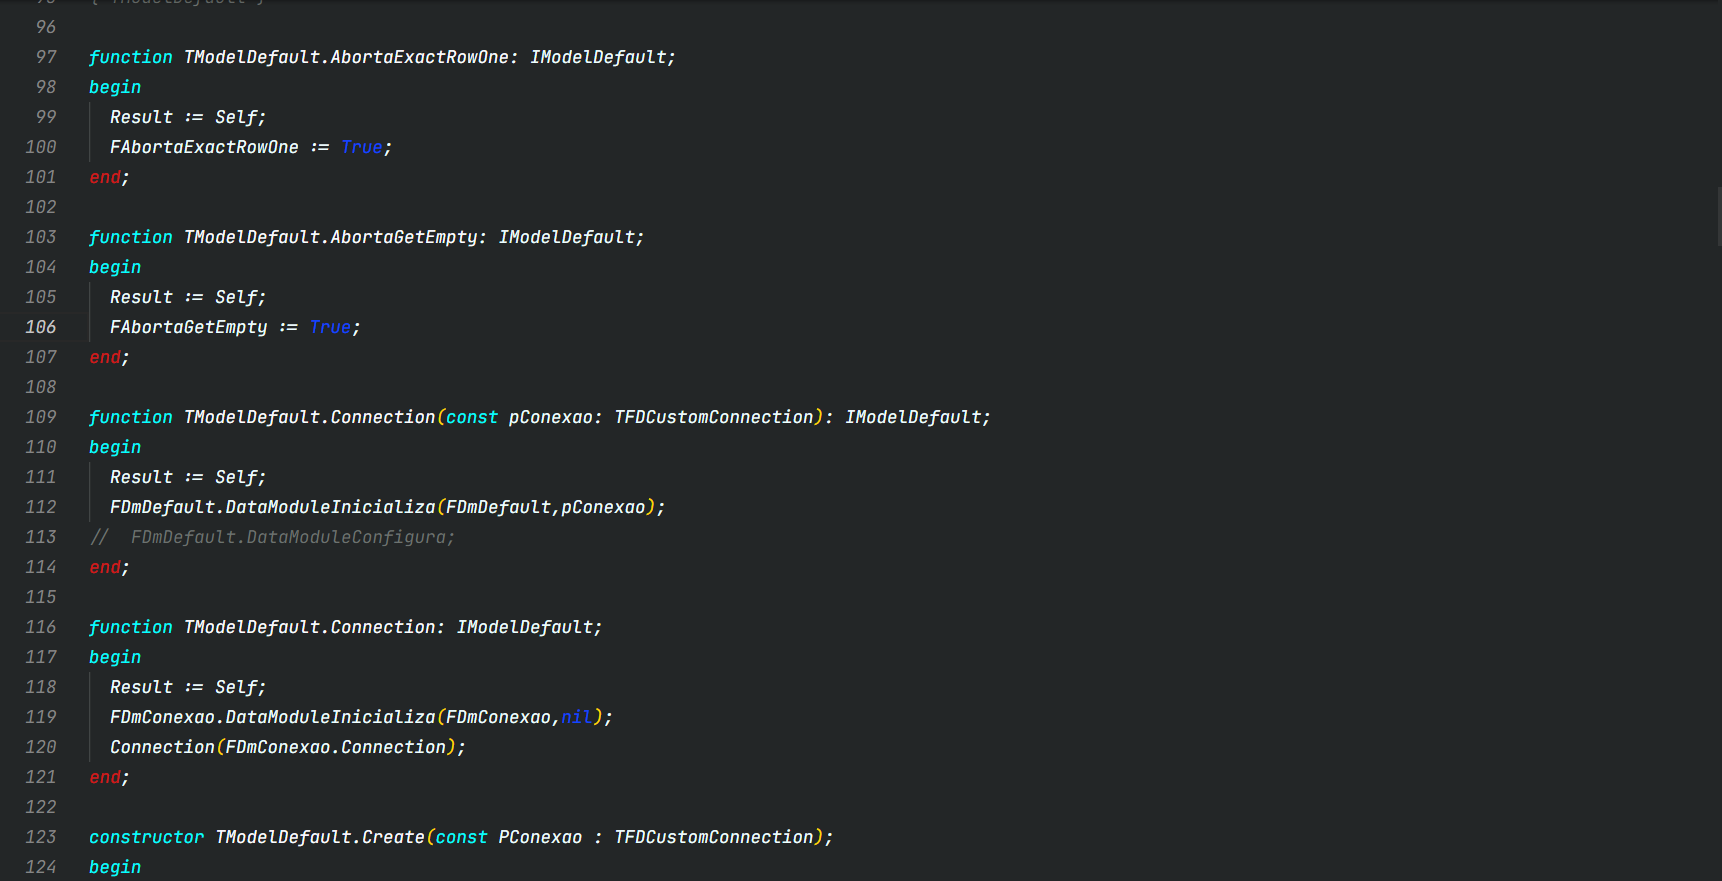 96
97 function TModelDefault.AbortaExactRowOne: IModelDefault;
98 begin
99 Result := Self;
100 FAbortaExactRowOne := True;
101 end;
102
103 function TModelDefault.AbortaGetEmpty: IModelDefault;
104 begin
105 Result := Self;
106 FAbortaGetEmpty := True;
107 end;
108
109 function TModelDefault.Connection(const pConexao: TFDCustomConnection): IModelDefault;
110 begin
111 Result := Self;
112 FDmDefault.DataModuleInicializa(FDmDefault,pConexao);
113 // FDmDefault.DataModuleConfigura;
114 end;
115
116 function TModelDefault.Connection: IModelDefault;
117 begin
118 Result := Self;
119 FDmConexao.DataModuleInicializa(FDmConexao,nil);
120 Connection(FDmConexao.Connection);
121 end;
122
123 constructor TModelDefault.Create(const PConexao : TFDCustomConnection);
124 begin